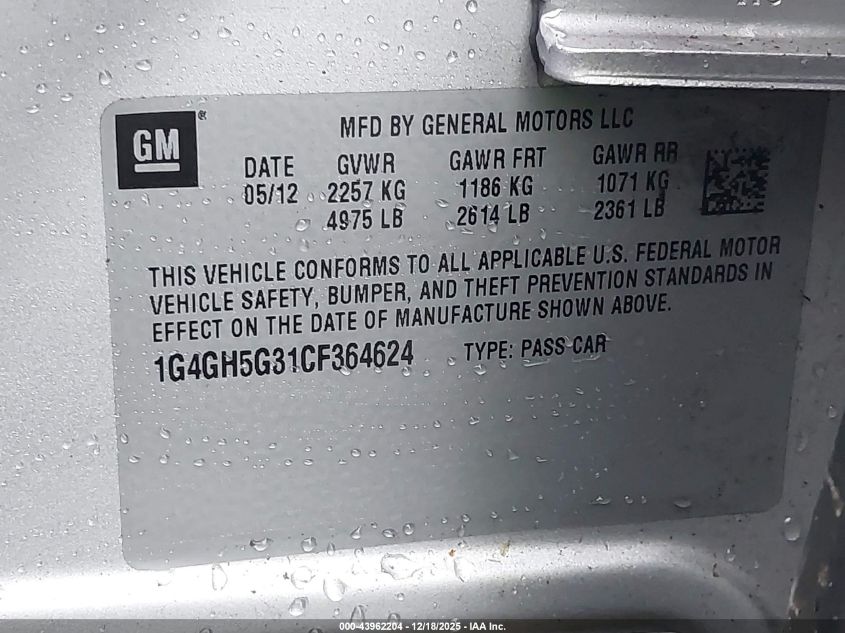 GM
MFD BY GENERAL MOTORS LLC
DATE GVWR GAWR FRT GAWR RR
05/12 2257 KG 1186 KG 1071 KG
4975 LB 2614 LB 2361 LB
THIS VEHICLE CONFORMS TO ALL APPLICABLE U.S. FEDERAL MOTOR
VEHICLE SAFETY, BUMPER, AND THEFT PREVENTION STANDARDS IN
EFFECT ON THE DATE OF MANUFACTURE SHOWN ABOVE.
1G4GH5G31CF364624 TYPE: PASS CAR
000-43962204 - 12/18/2025 - IAA Inc.